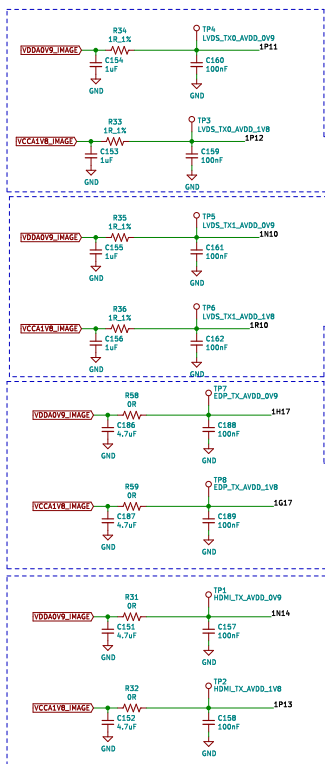 TP4
LVDS_TX0_AVDD_0V9
R34
1R_1%
VDDA0V9_IMAGE
1P11
C154
1uF
C160
100nF
GND
GND
TP3
LVDS_TX0_AVDD_1V8
R33
1R_1%
VCCA1V8_IMAGE
1P12
C153
1uF
C159
100nF
GND
GND
TP5
LVDS_TX1_AVDD_0V9
R35
1R_1%
VDDA0V9_IMAGE
1N10
C155
1uF
C161
100nF
GND
GND
TP6
LVDS_TX1_AVDD_1V8
R36
1R_1%
VCCA1V8_IMAGE
1R10
C156
1uF
C162
100nF
GND
GND
TP7
EDP_TX_AVDD_0V9
R58
0R
VDDA0V9_IMAGE
1H17
C186
4.7uF
C188
100nF
GND
GND
TP8
EDP_TX_AVDD_1V8
R59
0R
VCCA1V8_IMAGE
1G17
C187
4.7uF
C189
100nF
GND
GND
TP1
HDMI_TX_AVDD_0V9
R31
0R
VDDA0V9_IMAGE
1N14
C151
4.7uF
C157
100nF
GND
GND
TP2
HDMI_TX_AVDD_1V8
R32
0R
VCCA1V8_IMAGE
1P13
C152
4.7uF
C158
100nF
GND
GND